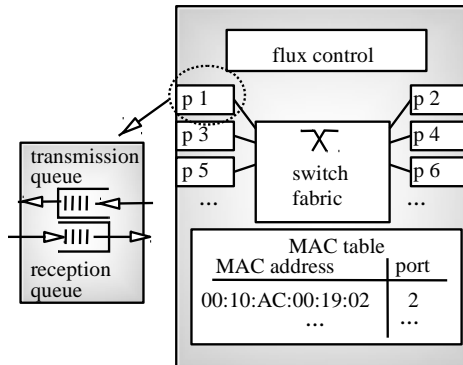 flux control
p 1
p 2
p 3
p 4
p 5
p 6
...
...
switch
fabric
transmission
queue
reception
queue
MAC table
MAC address port
00:10:AC:00:19:02 2
... ...